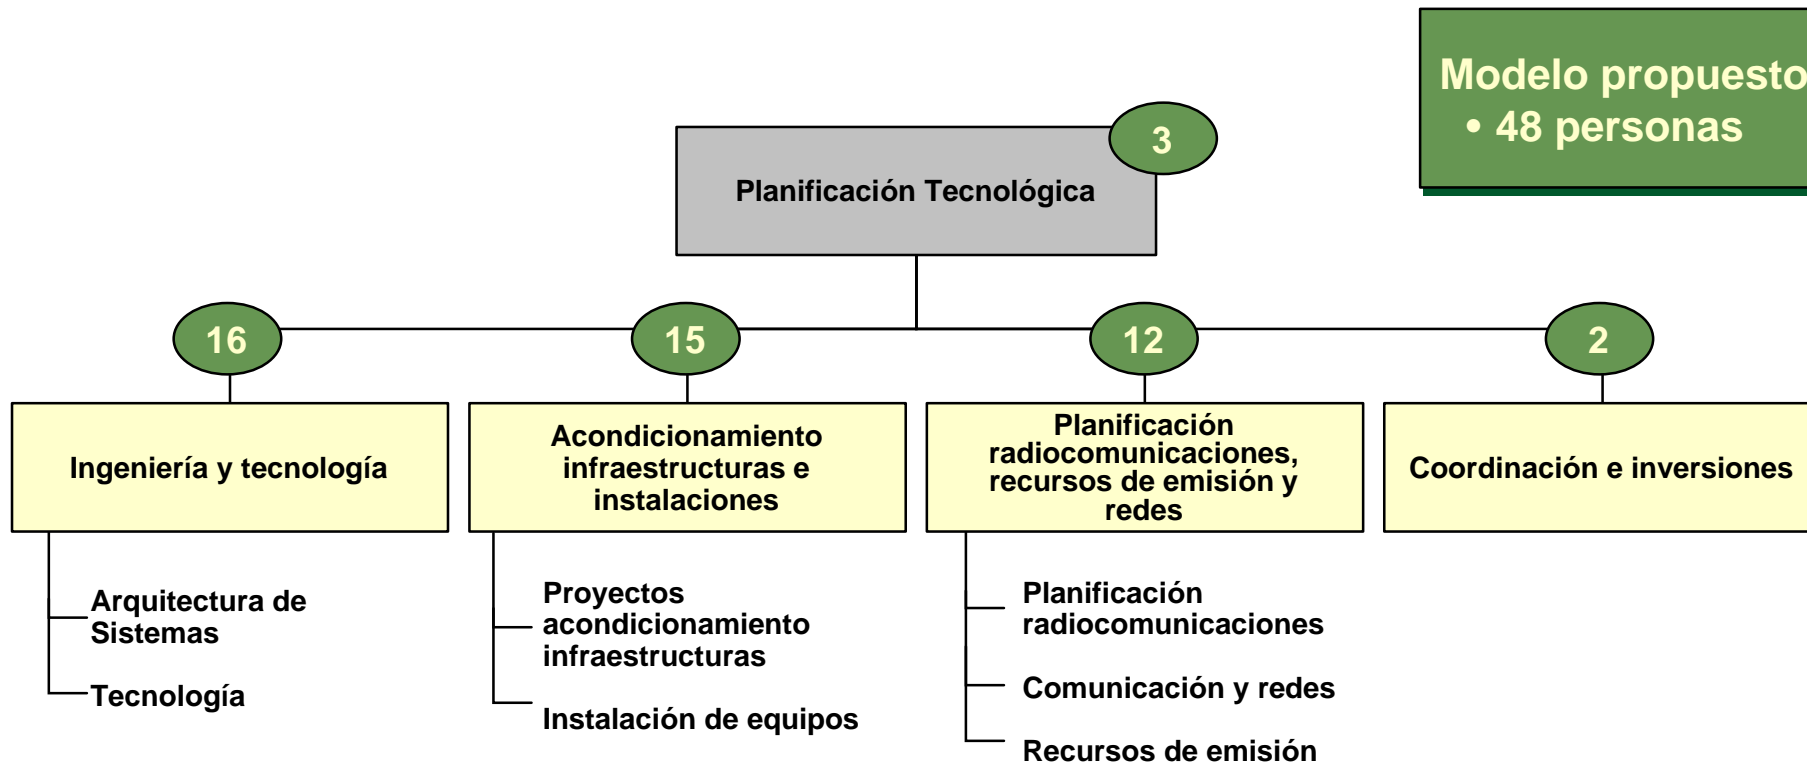 Modelo propuesto
• 48 personas
3
Planificación Tecnológica
16
15
12
2
Ingeniería y tecnología
Acondicionamiento
infraestructuras e
instalaciones
Planificación
radiocomunicaciones,
recursos de emisión y
redes
Coordinación e inversiones
Arquitectura de
Sistemas
Tecnología
Proyectos
acondicionamiento
infraestructuras
Instalación de equipos
Planificación
radiocomunicaciones
Comunicación y redes
Recursos de emisión